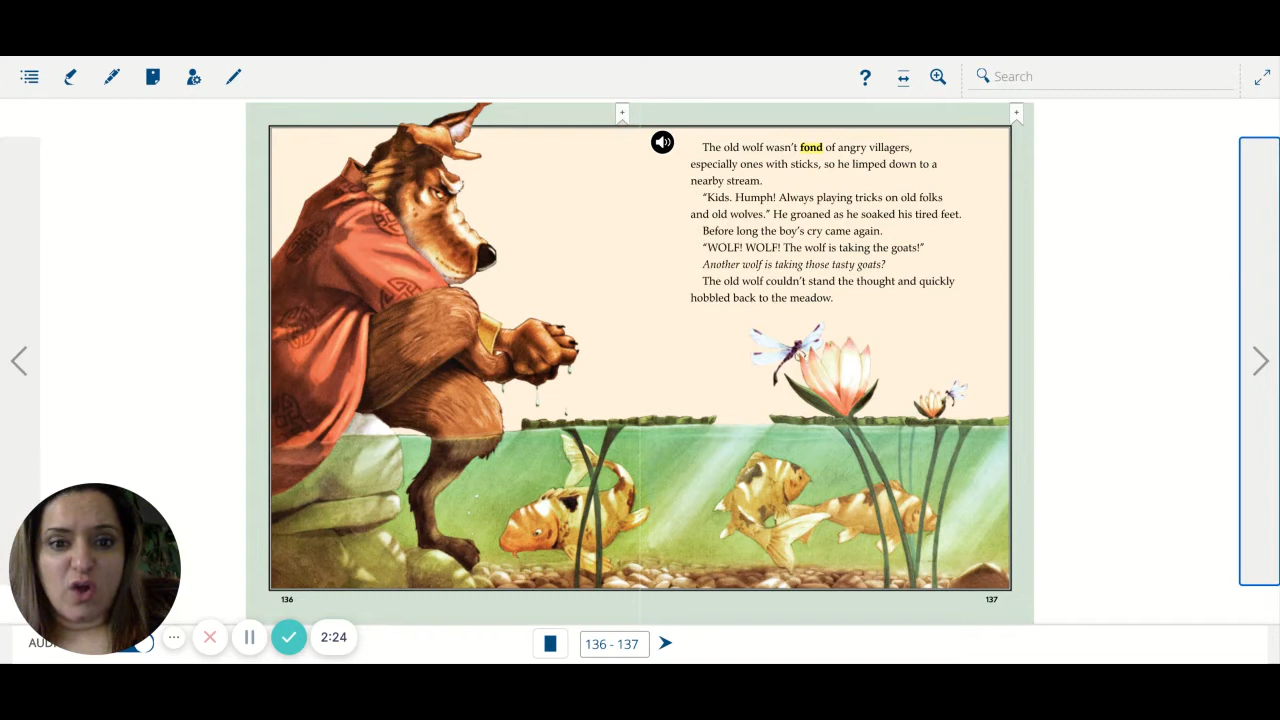 Search
The old wolf wasn't fond of angry villagers,
especially ones with sticks, so he limped down to a
nearby stream.
"Kids. Humph! Always playing tricks on old folks
and old wolves." He groaned as he soaked his tired feet.
Before long the boy's cry came again.
"WOLF! WOLF! The wolf is taking the goats!"
Another wolf is taking those tasty goats?
The old wolf couldn't stand the thought and quickly
hobbled back to the meadow.
136
137
2:24
136 - 137